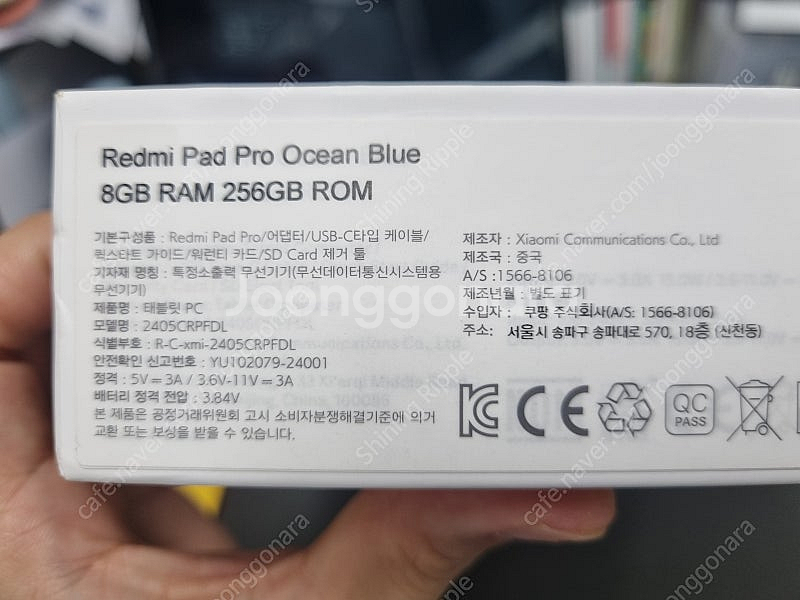 Redmi Pad Pro Ocean Blue
8GB RAM 256GB ROM
기본구성품 : Redmi Pad Pro/어댑터/USB-C타입 케이블/
퀵스타트 가이드/워런티 카드/SD Card 제거 툴
기자재 명칭 : 특정소출력 무선기기(무선데이터통신시스템용
무선기기)
제품명 : 태블릿 PC
모델명 : 2405CRPFDL
식별부호 : R-C-xmi-2405CRPFDL
안전확인 신고번호 : YU102079-24001
정격 : 5V=3A / 3.6V-11V=3A
배터리 정격 전압 : 3.84V
본 제품은 공정거래위원회 고시 소비자분쟁해결기준에 의거
교환 또는 보상을 받을 수 있습니다.
제조자 : Xiaomi Communications Co., Ltd
제조국 : 중국
A/S :1566-8106
제조년월 : 별도 표기
수입자 : 쿠팡 주식회사(A/S: 1566-8106)
주소: 서울시 송파구 송파대로 570, 18층 (신천동)
KC CE
QC
PASS
Joonggonara
Shining Ripple
cafe.naver.com/joonggonara